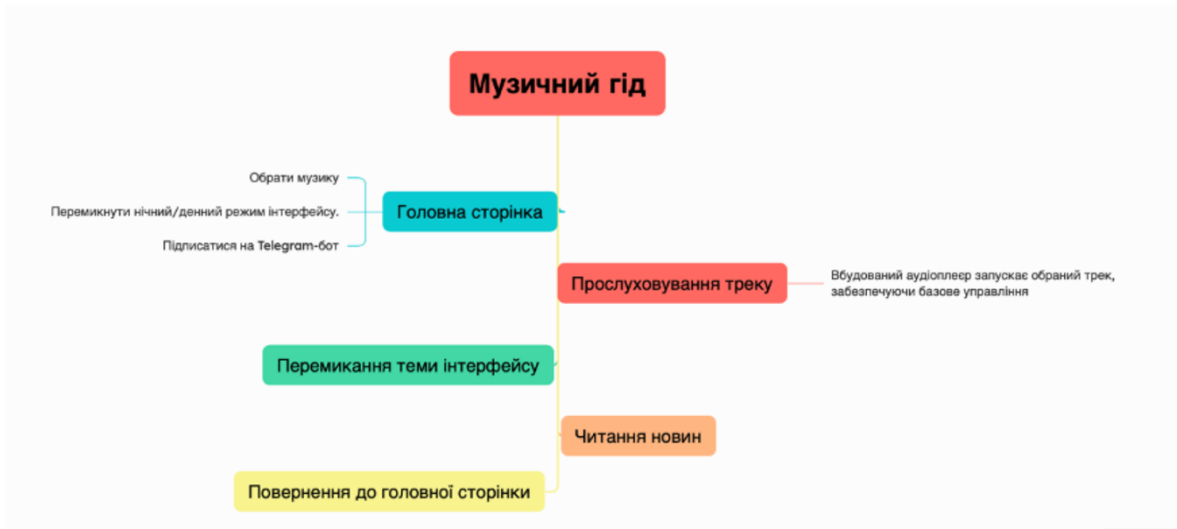 Музичний гід
Обрати музику
Перемикнути нічний/денний режим інтерфейсу.
Підписатися на Telegram-бот
Головна сторінка
Прослуховування треку
Вбудований аудіоплеєр запускає обраний трек,
забезпечуючи базове управління
Перемикання теми інтерфейсу
Читання новин
Повернення до головної сторінки